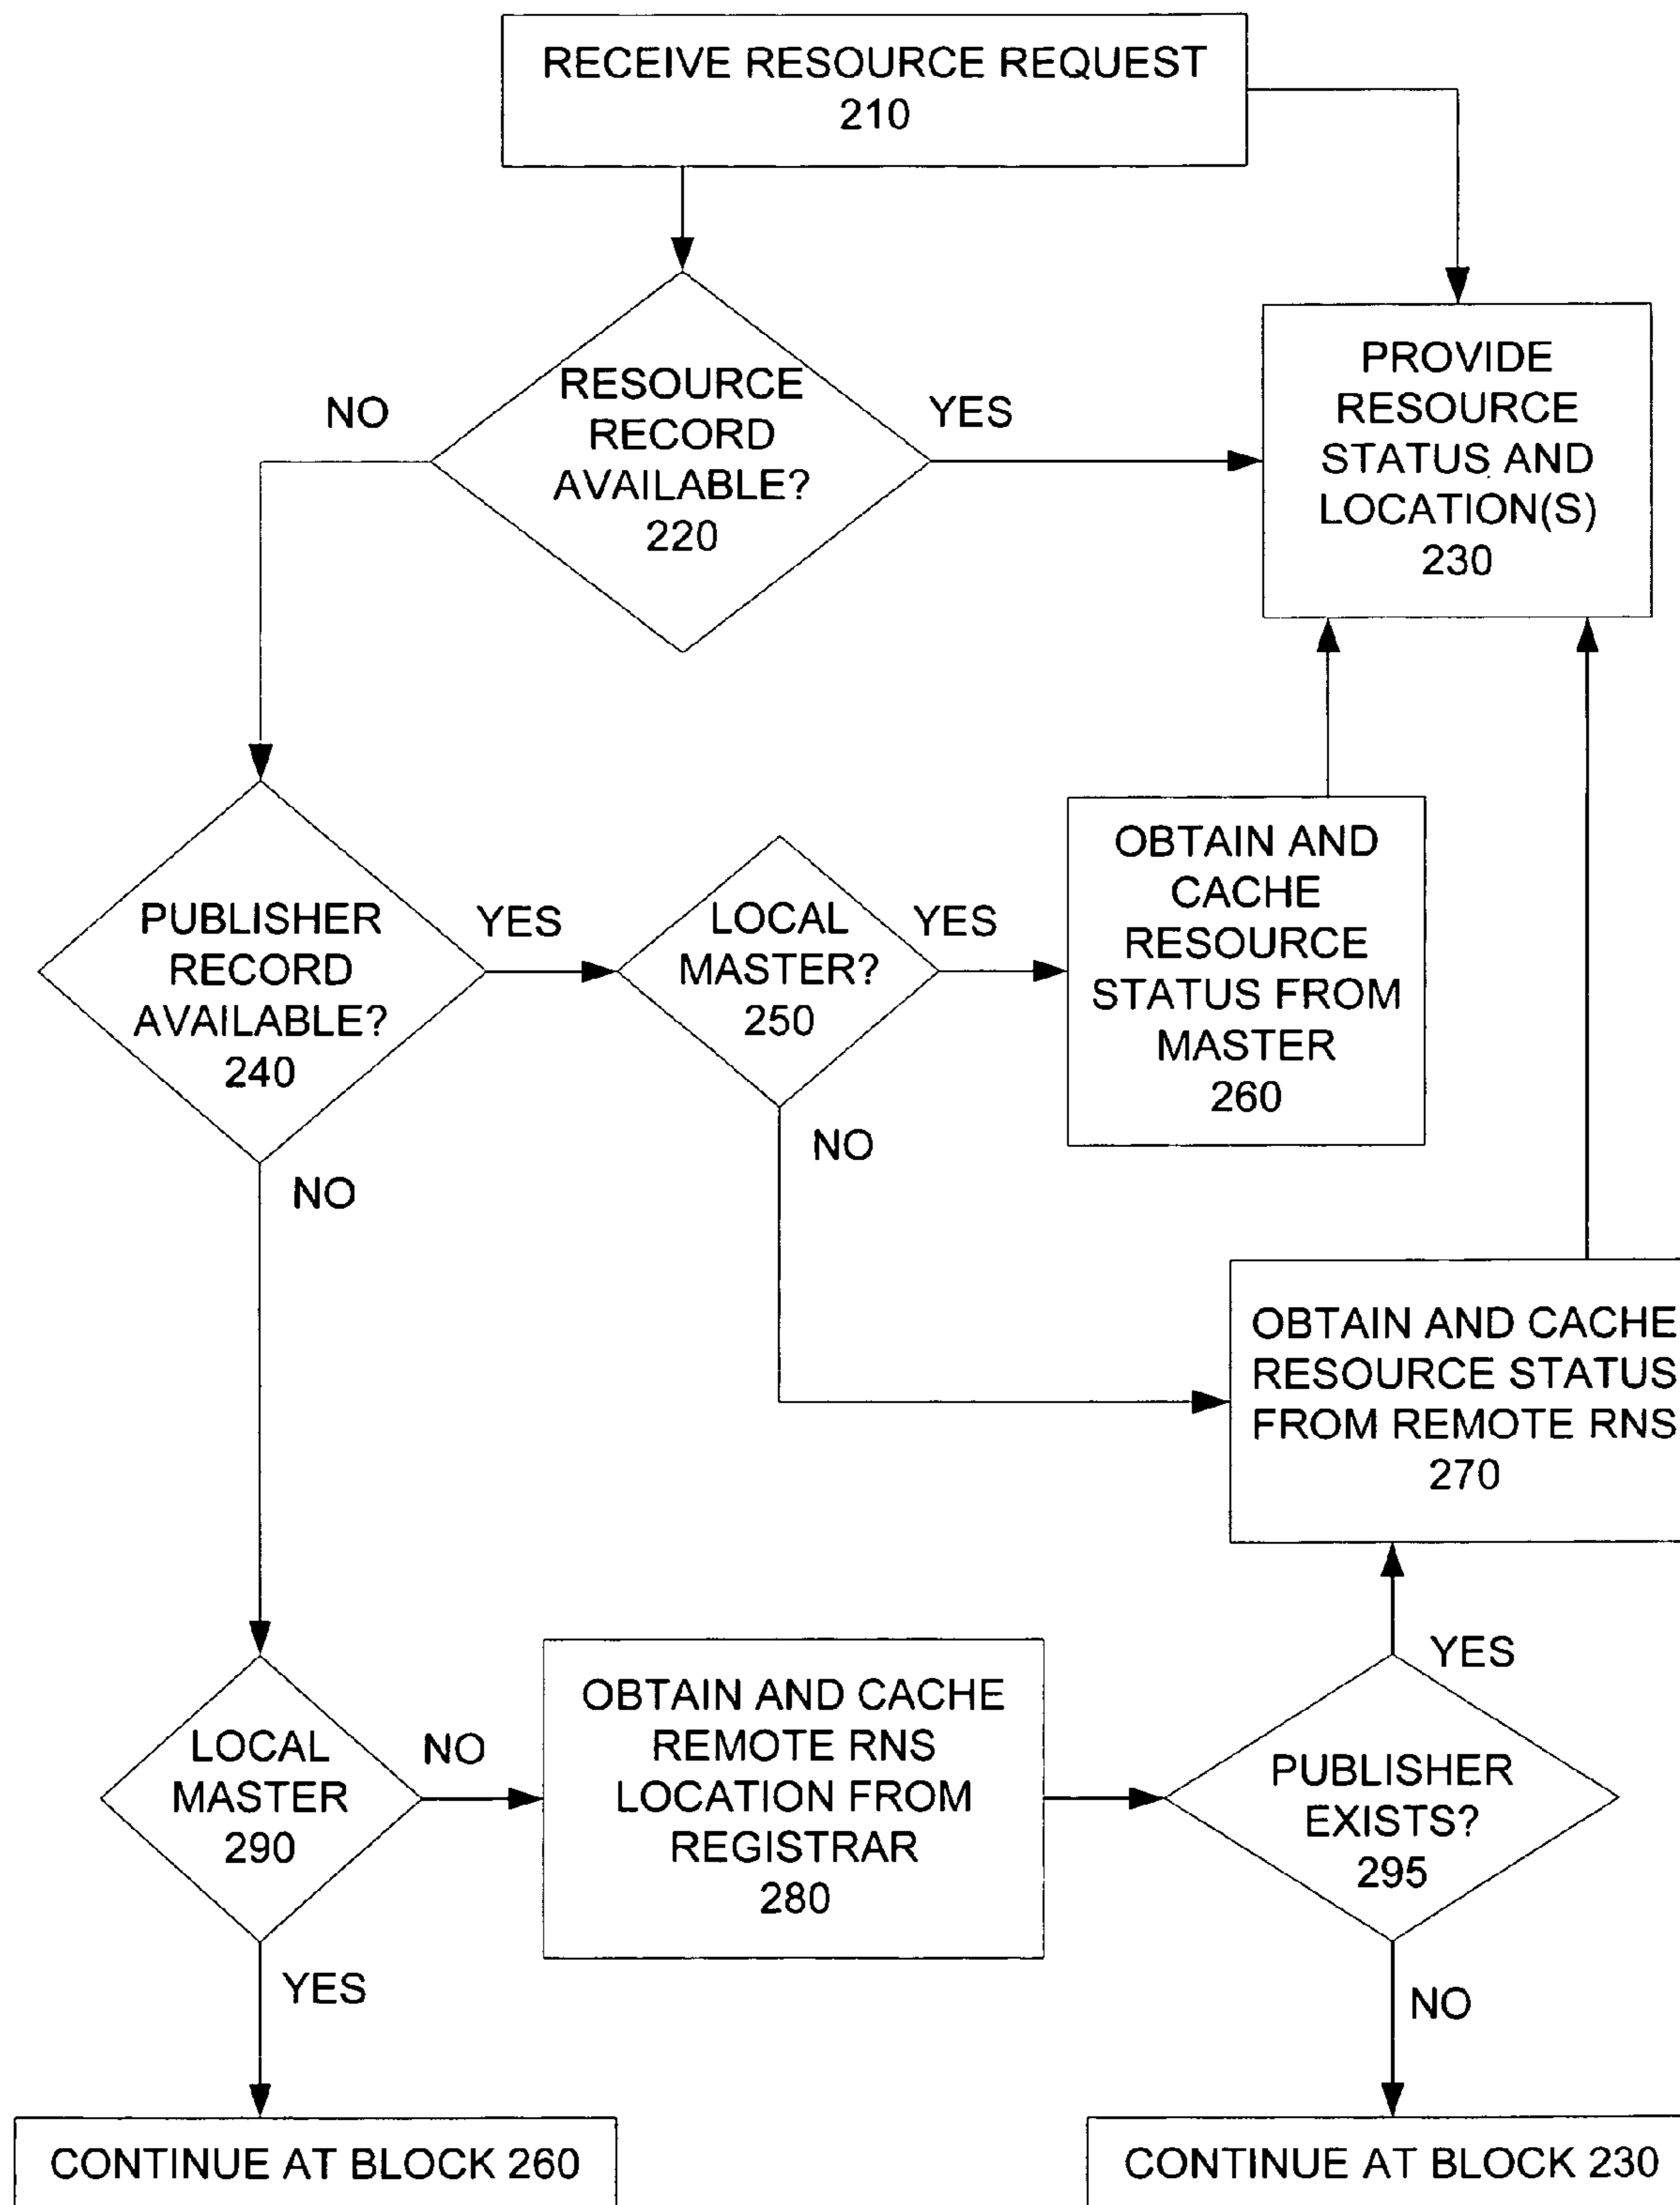 RECEIVE RESOURCE REQUEST
210
RESOURCE
RECORD
AVAILABLE?
220
NO
YES
PROVIDE
RESOURCE
STATUS AND
LOCATION(S)
230
PUBLISHER
RECORD
AVAILABLE?
240
YES
NO
LOCAL
MASTER?
250
YES
NO
OBTAIN AND
CACHE
RESOURCE
STATUS FROM
MASTER
260
OBTAIN AND CACHE
RESOURCE STATUS
FROM REMOTE RNS
270
LOCAL
MASTER
290
NO
YES
OBTAIN AND CACHE
REMOTE RNS
LOCATION FROM
REGISTRAR
280
PUBLISHER
EXISTS?
295
YES
NO
CONTINUE AT BLOCK 260
CONTINUE AT BLOCK 230